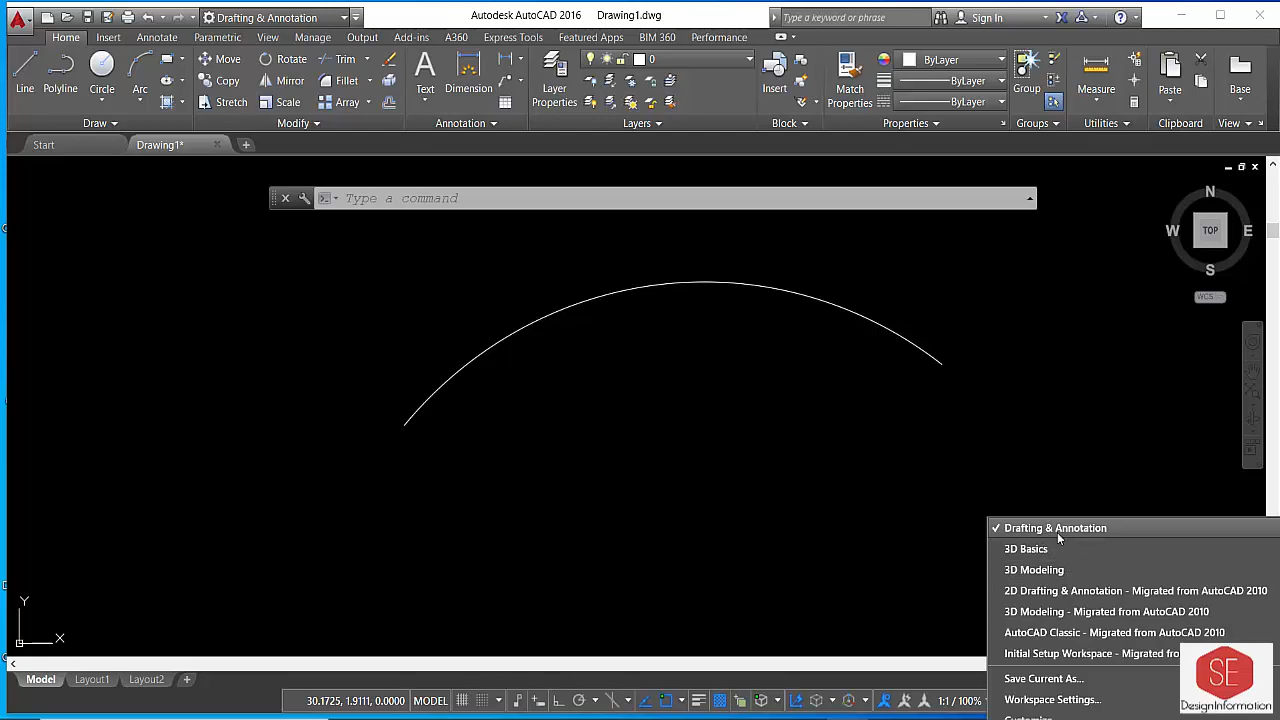 Drafting & Annotation
Autodesk AutoCAD 2016 Drawing1.dwg
Type a keyword or phrase
Sign In
Home Insert Annotate Parametric View Manage Output Add-ins A360 Express Tools Featured Apps BIM 360 Performance
Line
Polyline
Circle
Arc
Move
Rotate
Trim
Copy
Mirror
Fillet
Stretch
Scale
Array
Text
Dimension
Layer
Properties
0
Insert
Match
Properties
ByLayer
ByLayer
ByLayer
Group
Measure
Paste
Base
Draw Modify Annotation Layers Block Properties Groups Utilities Clipboard View
Start Drawing1*
Type a command
N
W TOP E
S
WCS
Drafting & Annotation
3D Basics
3D Modeling
2D Drafting & Annotation - Migrated from AutoCAD 2010
3D Modeling - Migrated from AutoCAD 2010
AutoCAD Classic - Migrated from AutoCAD 2010
Initial Setup Workspace - Migrated fro
Save Current As...
Workspace Settings...
Customize...
Y
X
Model Layout1 Layout2
30.1725, 1.9111, 0.0000 MODEL
1:1 / 100%
SE
DesignInformation